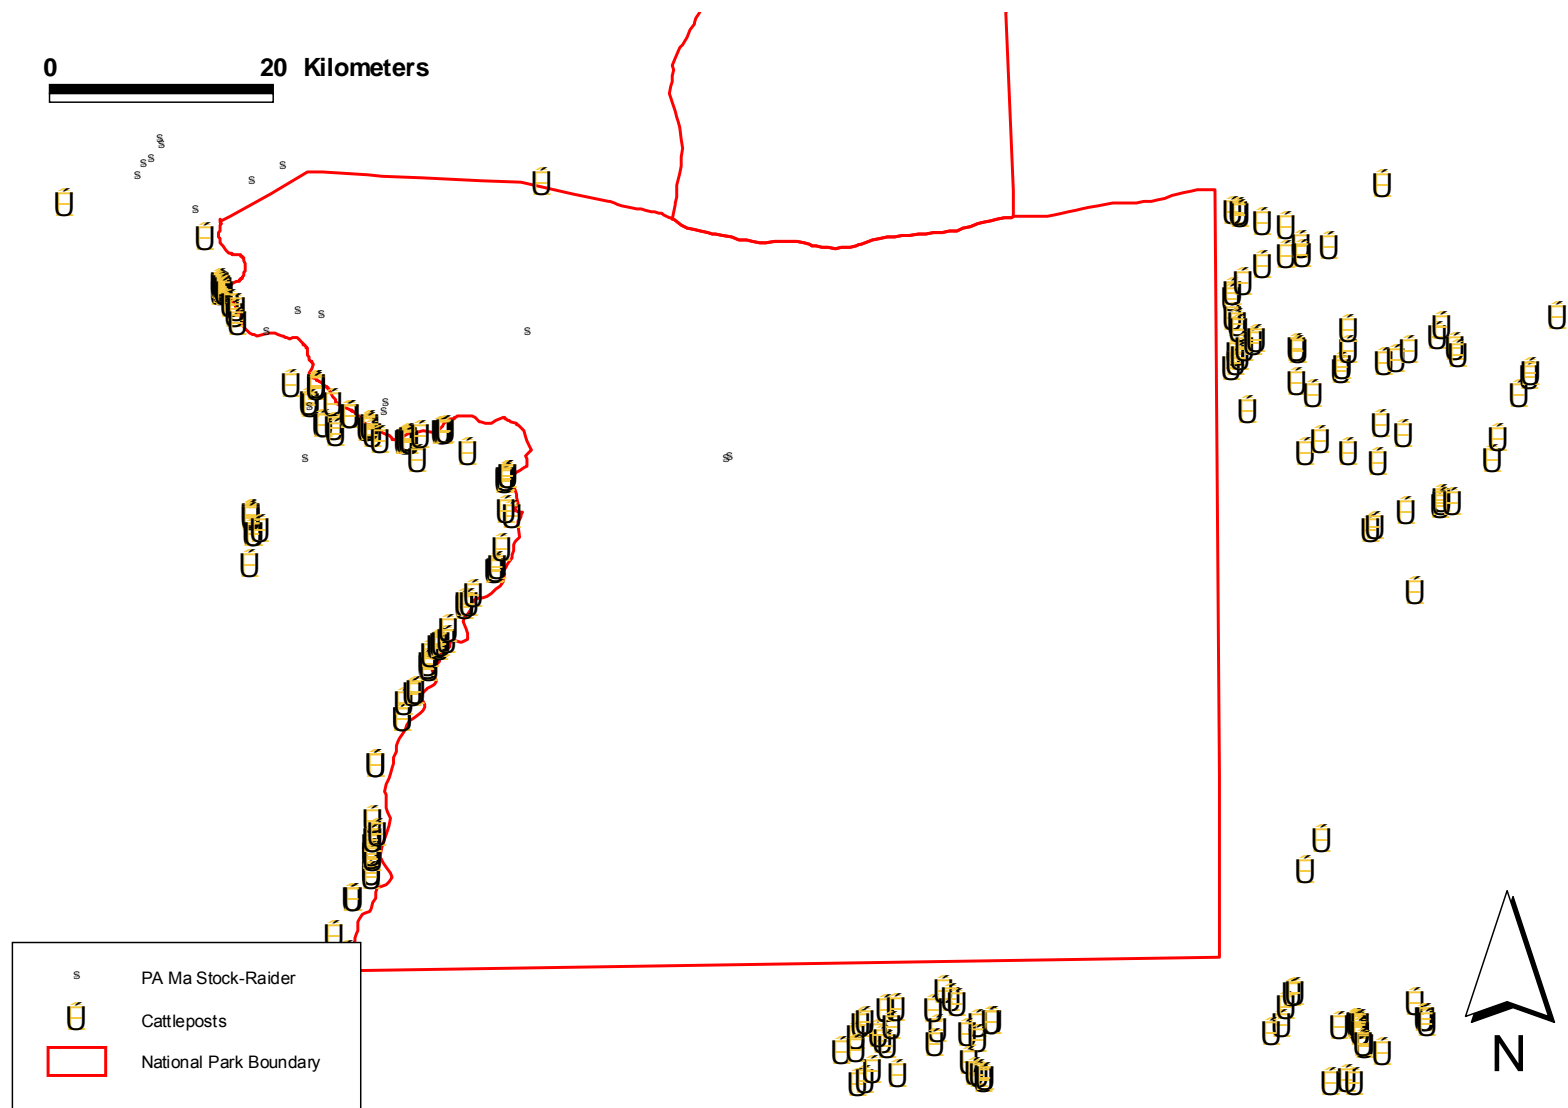 0 20 Kilometers
s PA Ma Stock-Raider
Cattleposts
National Park Boundary
N